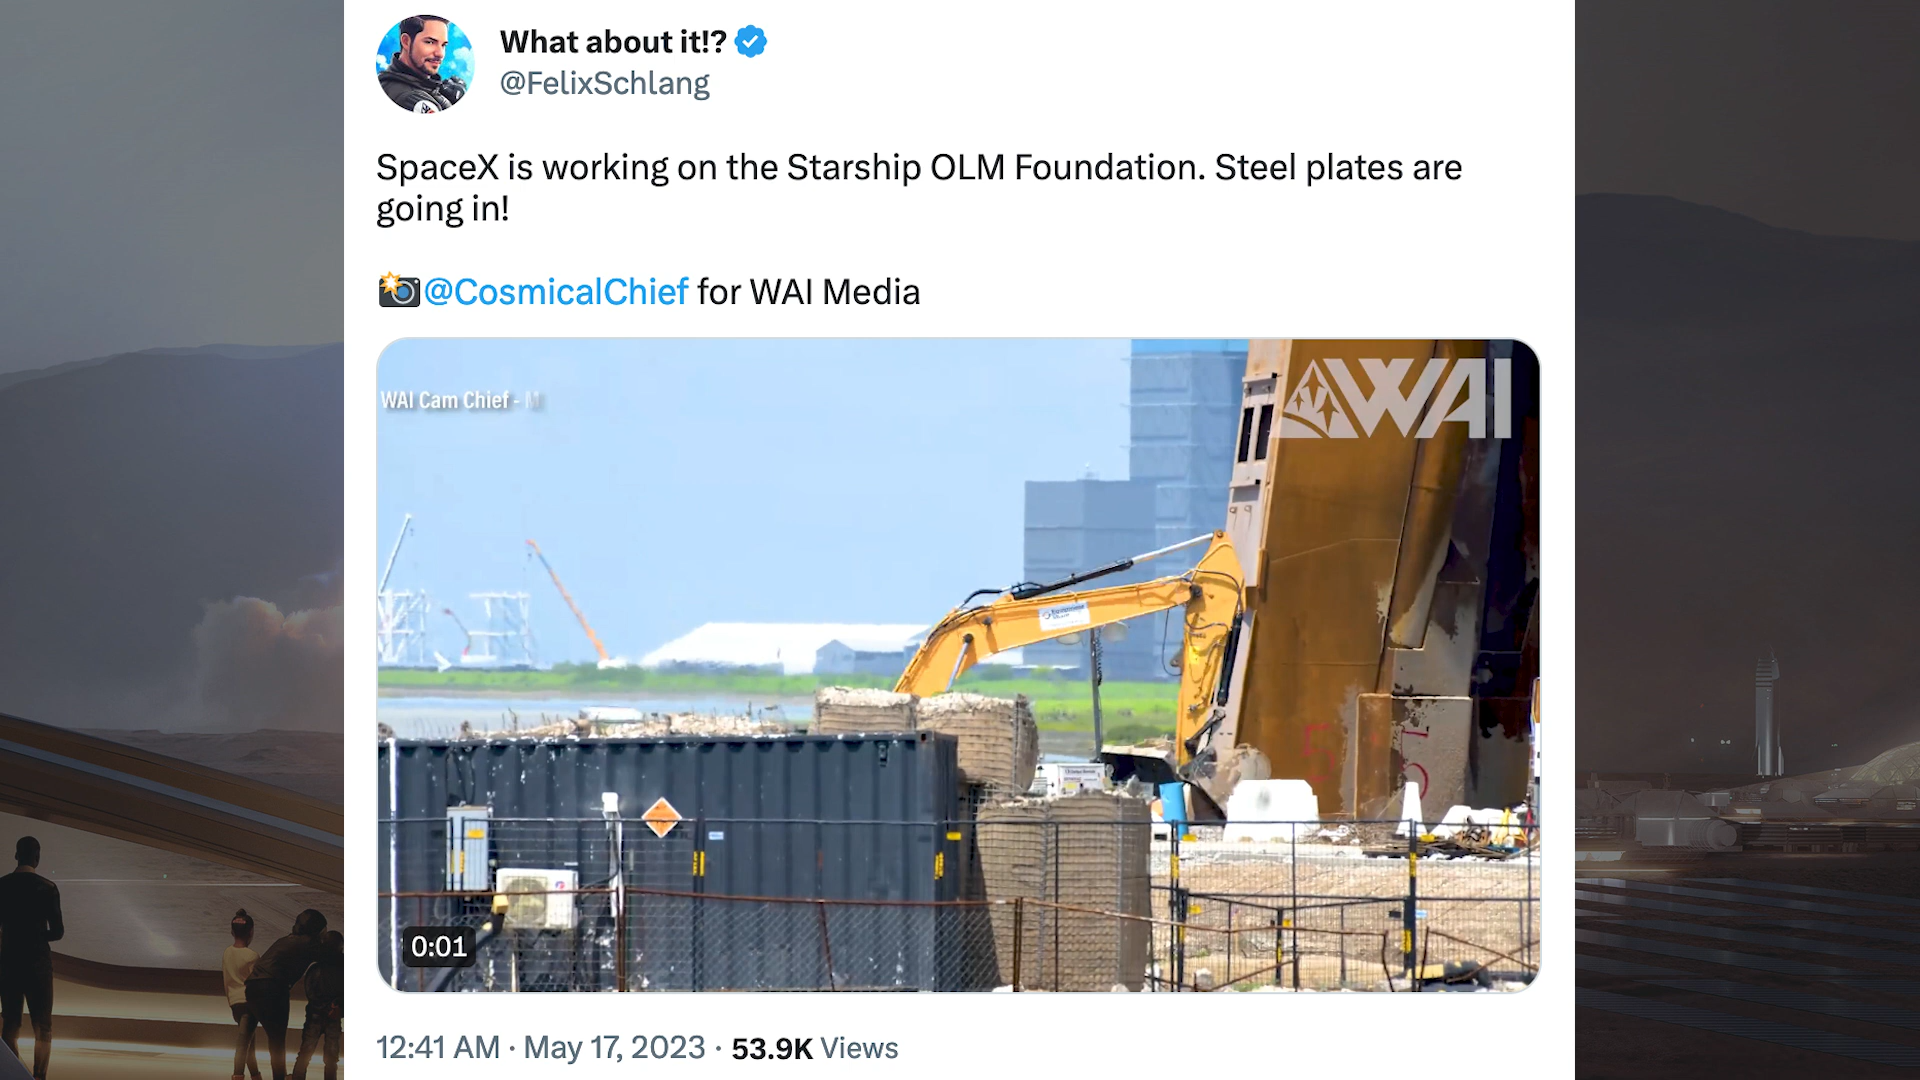 What about it!?
@FelixSchlang
SpaceX is working on the Starship OLM Foundation. Steel plates are
going in!
@CosmicalChief for WAI Media
WAI Cam Chief - M
WAI
0:01
12:41 AM · May 17, 2023 · 53.9K Views